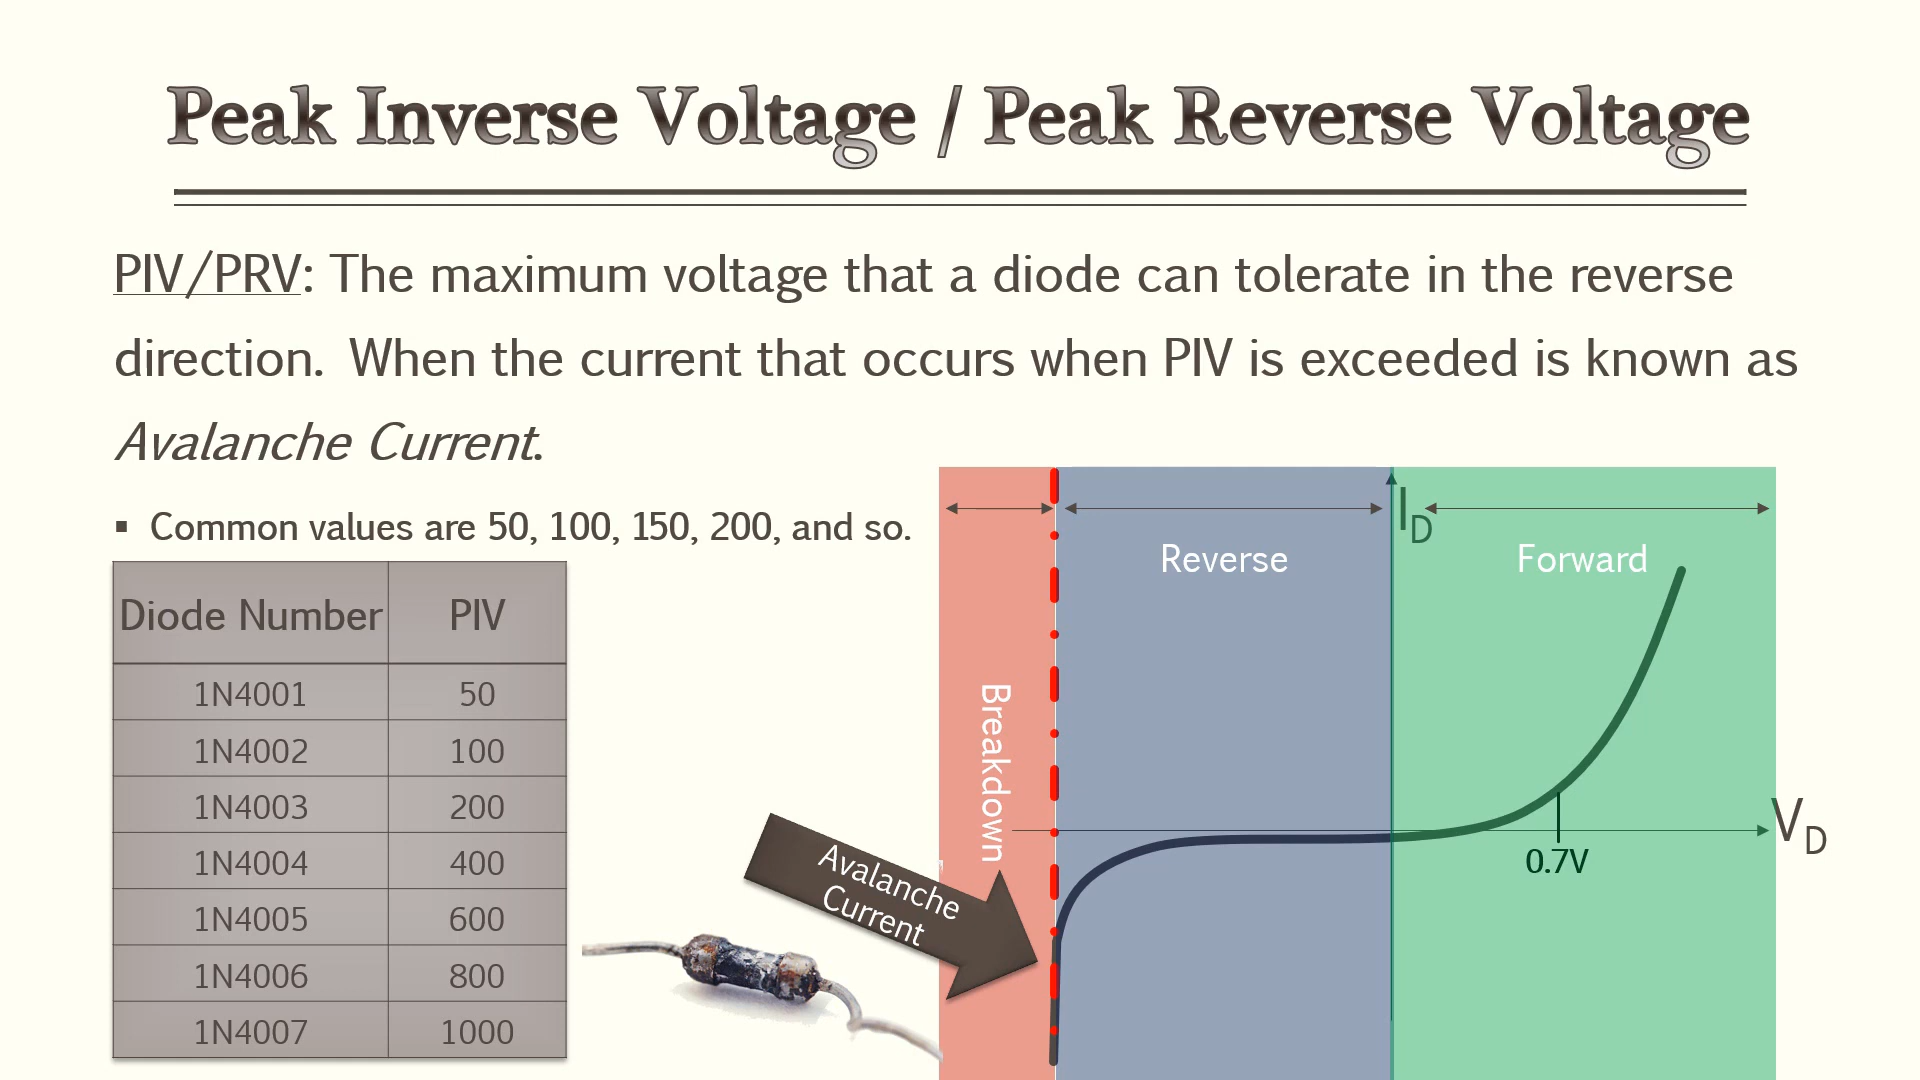 Peak Inverse Voltage / Peak Reverse Voltage
PIV/PRV: The maximum voltage that a diode can tolerate in the reverse
direction. When the current that occurs when PIV is exceeded is known as
Avalanche Current.
▪ Common values are 50, 100, 150, 200, and so.
Diode Number PIV
1N4001 50
1N4002 100
1N4003 200
1N4004 400
1N4005 600
1N4006 800
1N4007 1000
Avalanche
Current
Breakdown
Reverse
I_D
Forward
V_D
0.7V